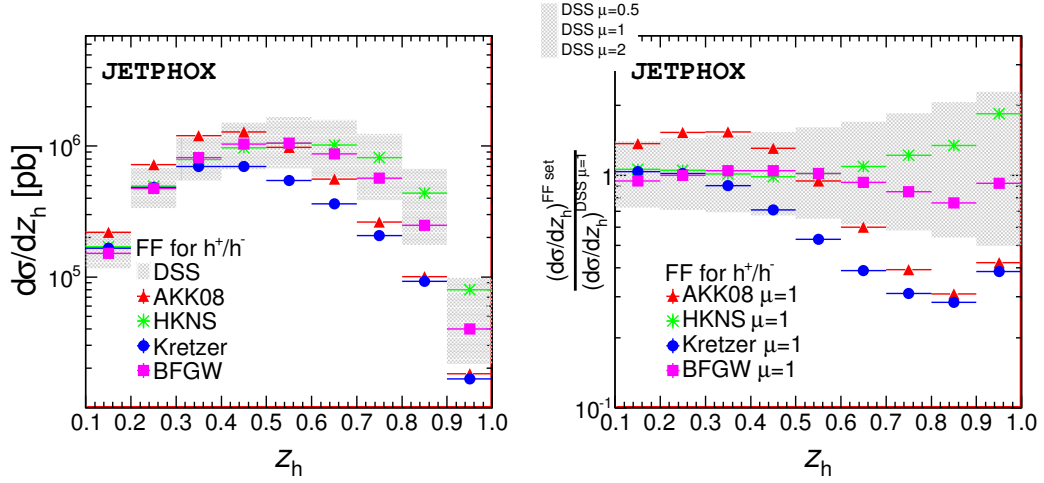 JETPHOX
dσ/dz_h [pb]
10^6
10^5
FF for h^+/h^-
DSS
AKK08
HKNS
Kretzer
BFGW
0.1 0.2 0.3 0.4 0.5 0.6 0.7 0.8 0.9 1.0
z_h
DSS μ=0.5
DSS μ=1
DSS μ=2
JETPHOX
(dσ/dz_h)^FF set
(dσ/dz_h)^DSS μ=1
1
10^-1
FF for h^+/h^-
AKK08 μ=1
HKNS μ=1
Kretzer μ=1
BFGW μ=1
0.1 0.2 0.3 0.4 0.5 0.6 0.7 0.8 0.9 1.0
z_h